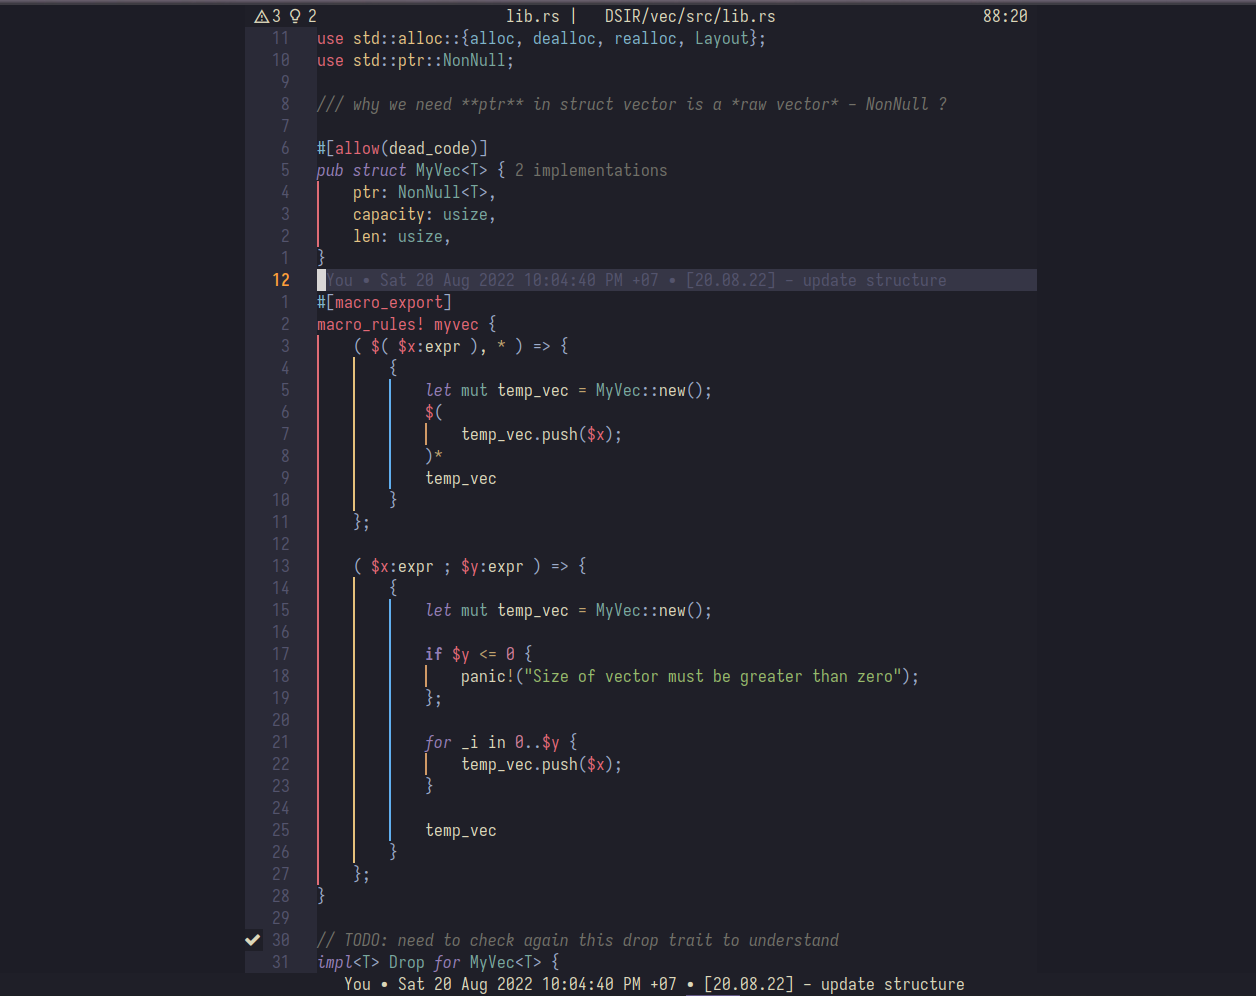 3 2 lib.rs | DSIR/vec/src/lib.rs 88:20
11 use std::alloc::{alloc, dealloc, realloc, Layout};
10 use std::ptr::NonNull;
9
8 /// why we need **ptr** in struct vector is a *raw vector* - NonNull ?
7
6 #[allow(dead_code)]
5 pub struct MyVec<T> { 2 implementations
4     ptr: NonNull<T>,
3     capacity: usize,
2     len: usize,
1 }
12 You • Sat 20 Aug 2022 10:04:40 PM +07 • [20.08.22] - update structure
1 #[macro_export]
2 macro_rules! myvec {
3     ( $( $x:expr ), * ) => {
4         {
5             let mut temp_vec = MyVec::new();
6             $(
7                 temp_vec.push($x);
8             )*
9             temp_vec
10         }
11     };
12
13     ( $x:expr ; $y:expr ) => {
14         {
15             let mut temp_vec = MyVec::new();
16
17             if $y <= 0 {
18                 panic!("Size of vector must be greater than zero");
19             };
20
21             for _i in 0..$y {
22                 temp_vec.push($x);
23             }
24
25             temp_vec
26         }
27     };
28 }
29
30 // TODO: need to check again this drop trait to understand
31 impl<T> Drop for MyVec<T> {
You • Sat 20 Aug 2022 10:04:40 PM +07 • [20.08.22] - update structure